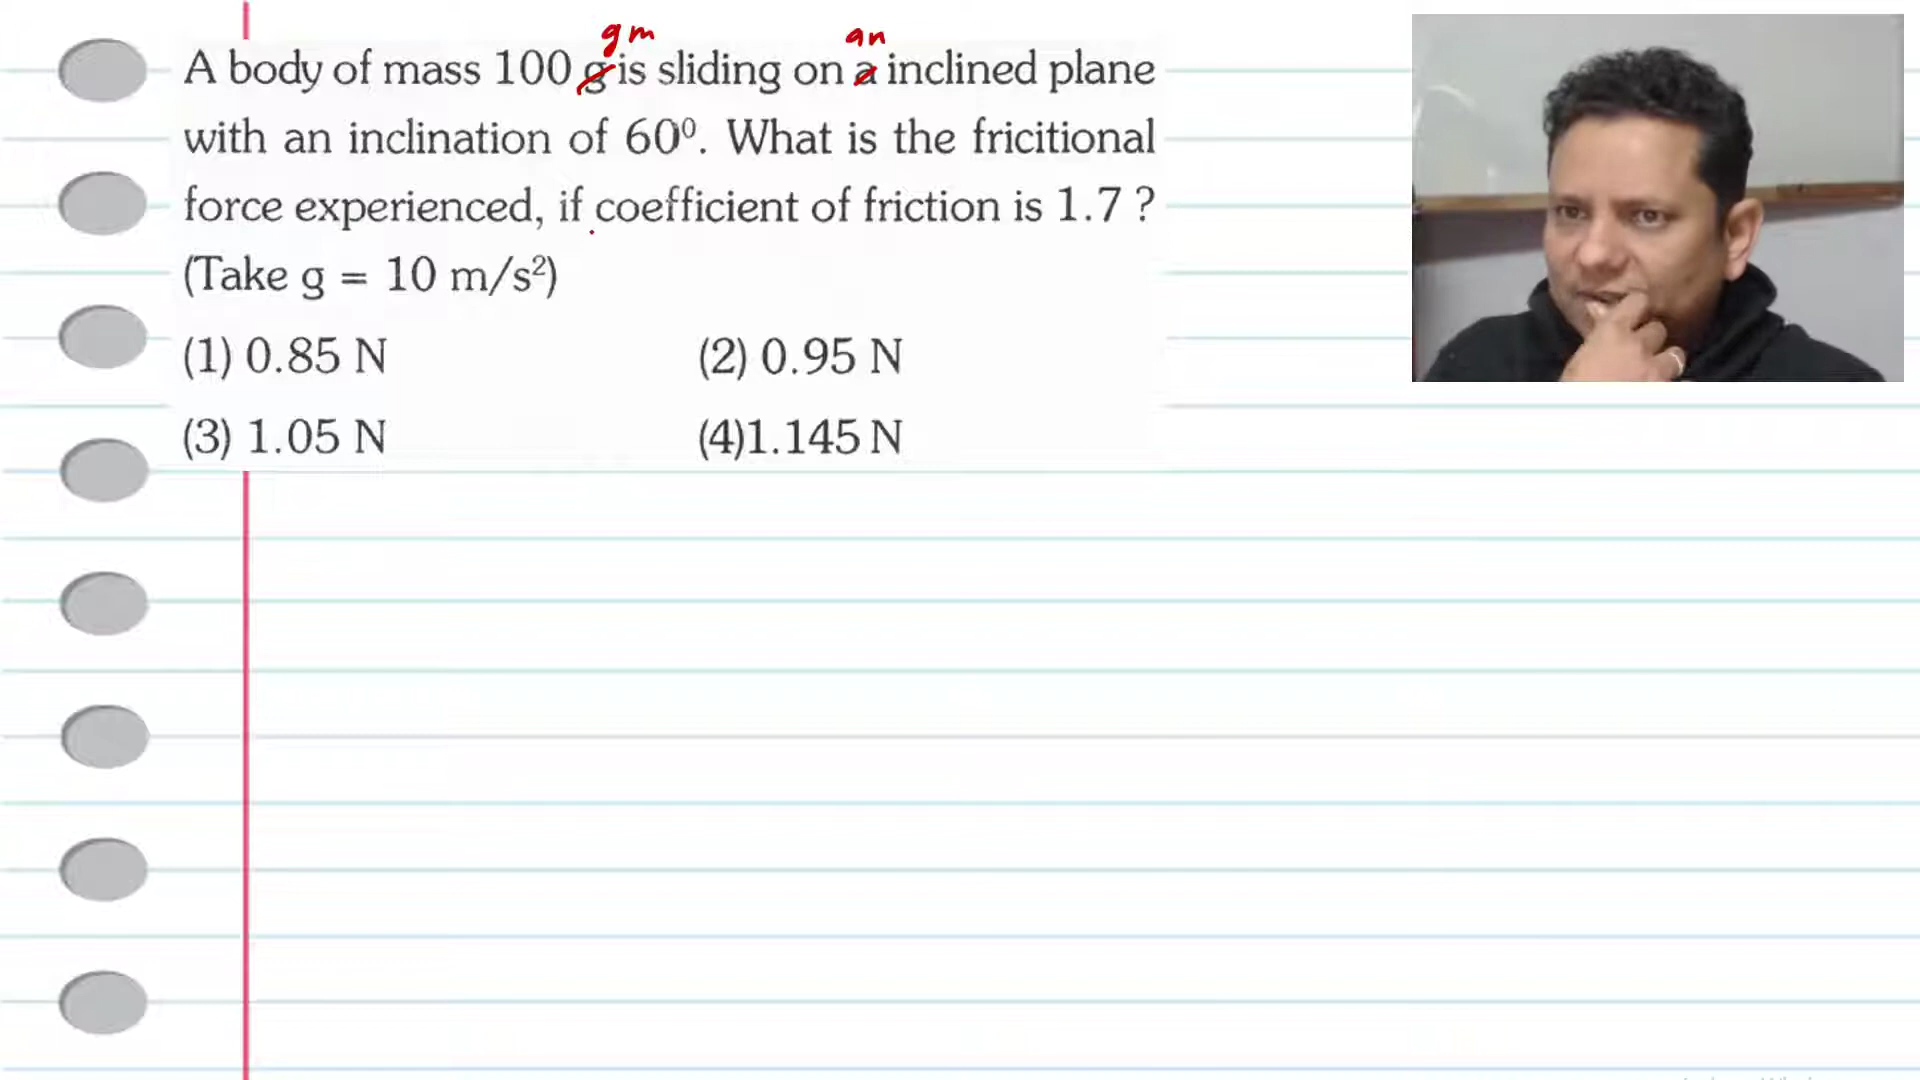 gm an
A body of mass 100 g is sliding on a inclined plane
with an inclination of 60⁰. What is the fricitional
force experienced, if coefficient of friction is 1.7 ?
(Take g = 10 m/s²)
(1) 0.85 N (2) 0.95 N
(3) 1.05 N (4)1.145 N